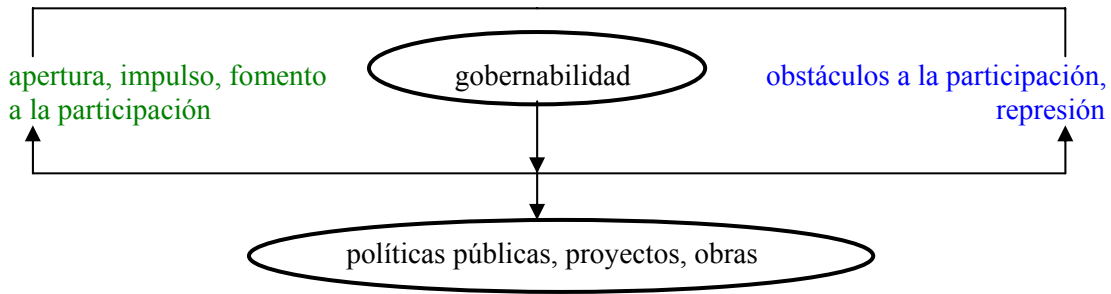 apertura, impulso, fomento
a la participación
gobernabilidad
obstáculos a la participación,
represión
políticas públicas, proyectos, obras